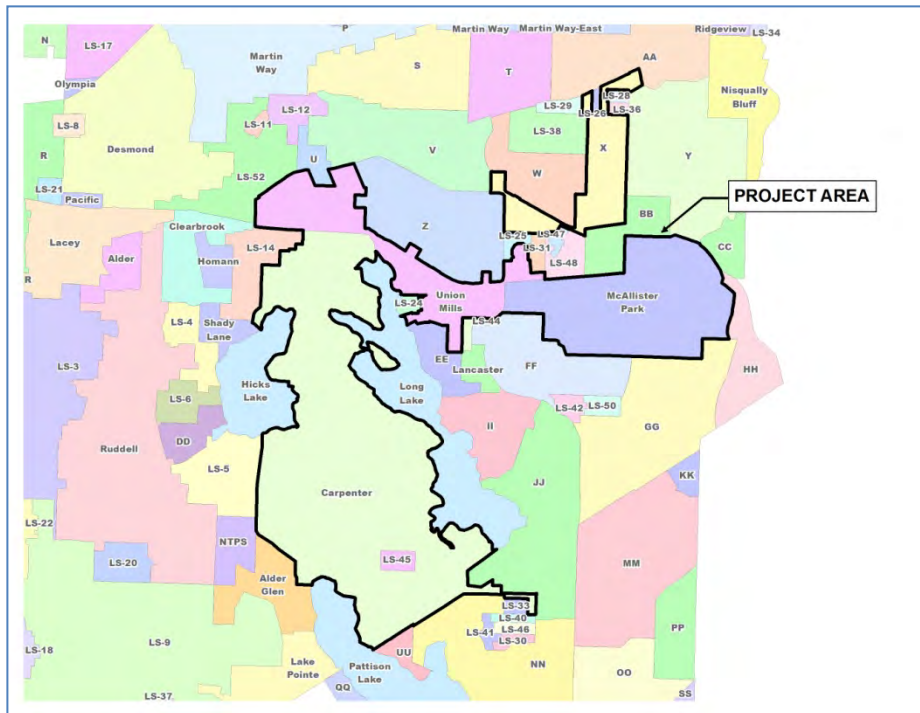 P
Martin Way
Martin Way-East
Ridgeview
LS-34
N
LS-17
Martin
Way
S
T
AA
Olympia
Nisqually
Bluff
LS-28
LS-29
LS-26
LS-36
LS-12
LS-8
LS-11
Desmond
V
LS-38
X
Y
R
U
W
LS-52
LS-21
Pacific
PROJECT AREA
BB
Clearbrook
Z
LS-47
LS-25
Lacey
LS-14
LS-31
CC
Alder
Homann
LS-48
R
Union
Mills
McAllister
Park
LS-24
LS-4
Shady
Lane
LS-44
LS-3
EE
Lancaster
FF
HH
Hicks
Lake
Long
Lake
LS-6
LS-42
LS-50
GG
II
DD
Ruddell
LS-5
KK
JJ
Carpenter
LS-22
NTPS
LS-45
MM
LS-20
Alder
Glen
LS-33
LS-40
LS-41
LS-46
LS-30
PP
LS-18
LS-9
UU
NN
Lake
Pointe
Pattison
Lake
OO
QQ
LS-37
SS